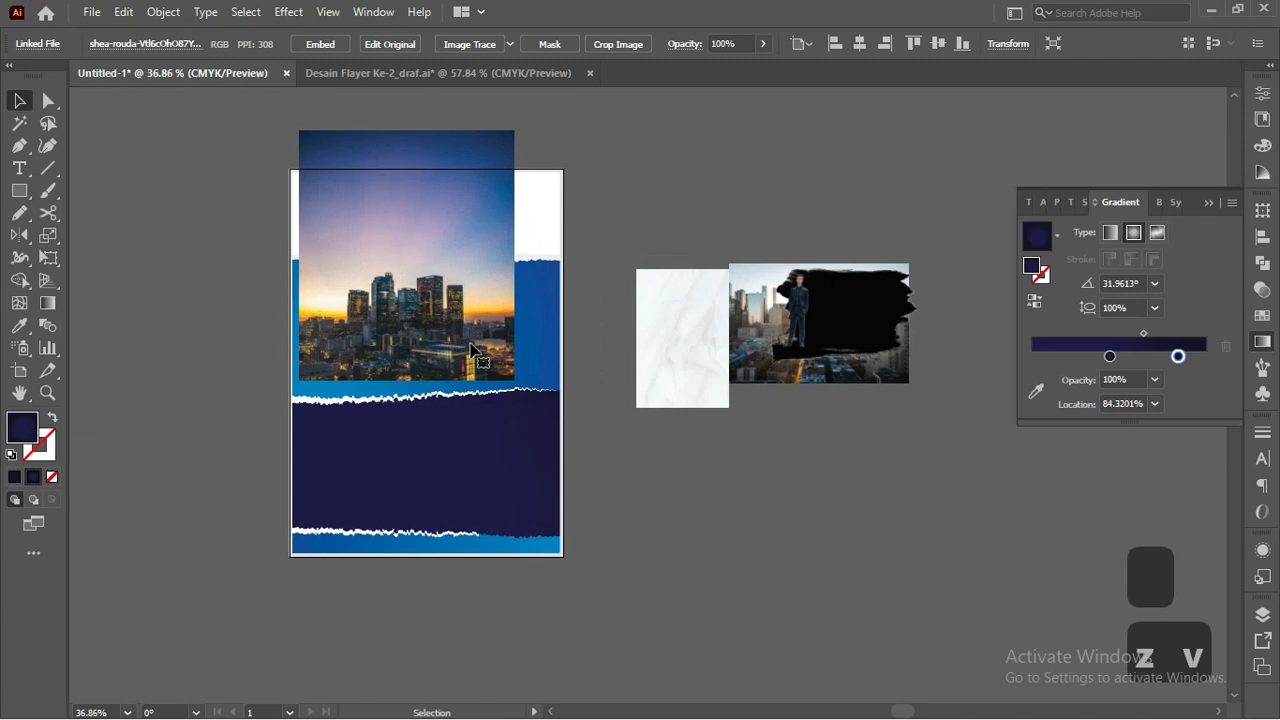 Ai File Edit Object Type Select Effect View Window Help Search Adobe Help
Linked File shea-rouda-Vtl6cOhO87Y... RGB PPI: 308 Embed Edit Original Image Trace Mask Crop Image Opacity: 100% Transform
Untitled-1* @ 36.86 % (CMYK/Preview) × Desain Flayer Ke-2_draf.ai* @ 57.84 % (CMYK/Preview) ×
T A P T S Gradient B Sy
Type:
Strokes:
31.9613°
100%
Opacity: 100%
Location: 84.3201%
Z V
Activate Windows
Go to Settings to activate Windows.
36.86% 0° 1 Selection